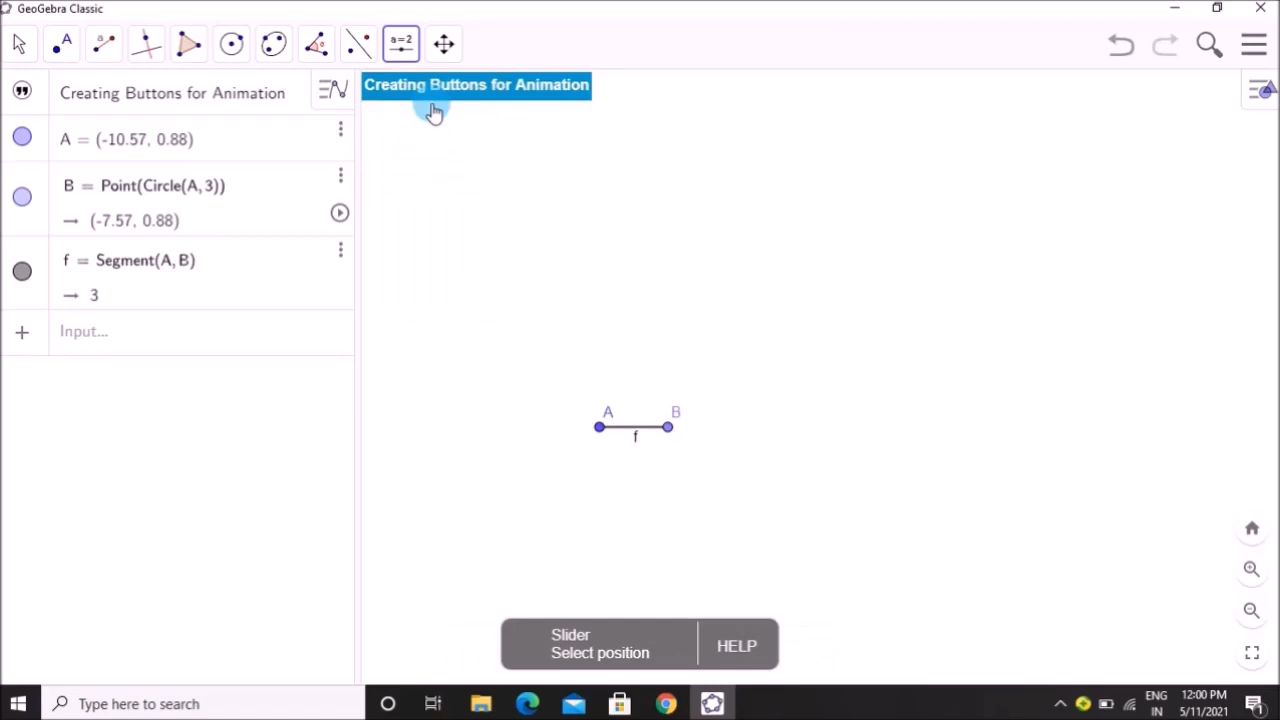 GeoGebra Classic
A
a
a=2
Creating Buttons for Animation
A = (-10.57, 0.88)
B = Point(Circle(A, 3))
→ (-7.57, 0.88)
f = Segment(A, B)
→ 3
+ Input...
Creating Buttons for Animation
A B
f
Slider
Select position
HELP
Type here to search
ENG
IN
12:00 PM
5/11/2021
1